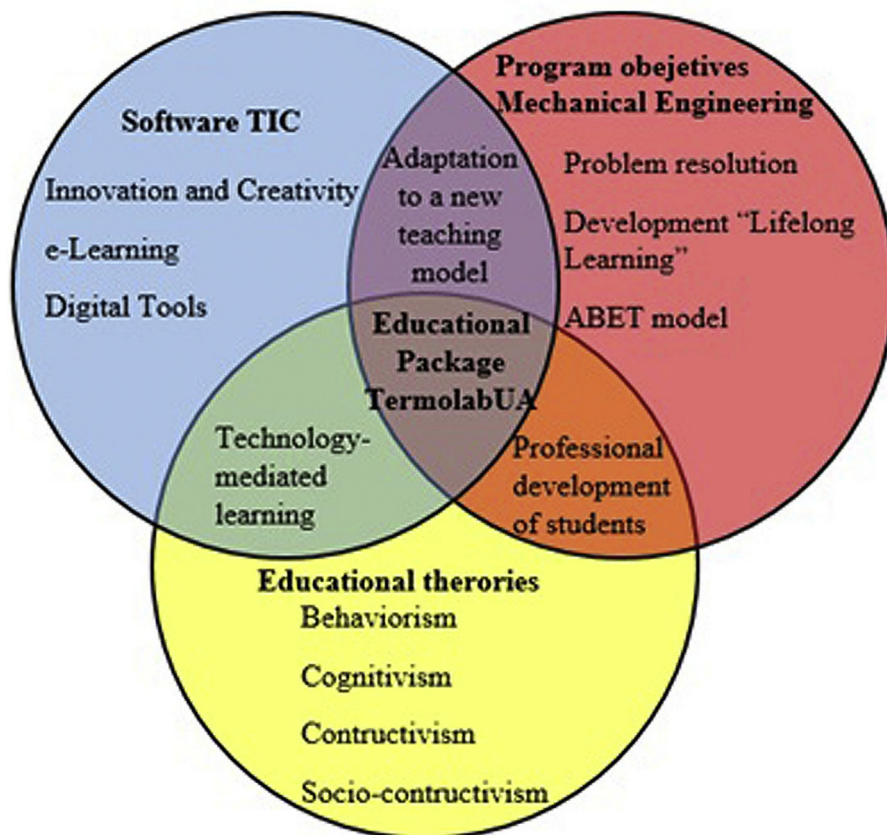 Software TIC
Innovation and Creativity
e-Learning
Digital Tools
Program obejetives
Mechanical Engineering
Problem resolution
Development “Lifelong
Learning”
ABET model
Adaptation
to a new
teaching
model
Educational
Package
TermolabUA
Technology-
mediated
learning
Professional
development
of students
Educational therories
Behaviorism
Cognitivism
Contructivism
Socio-contructivism